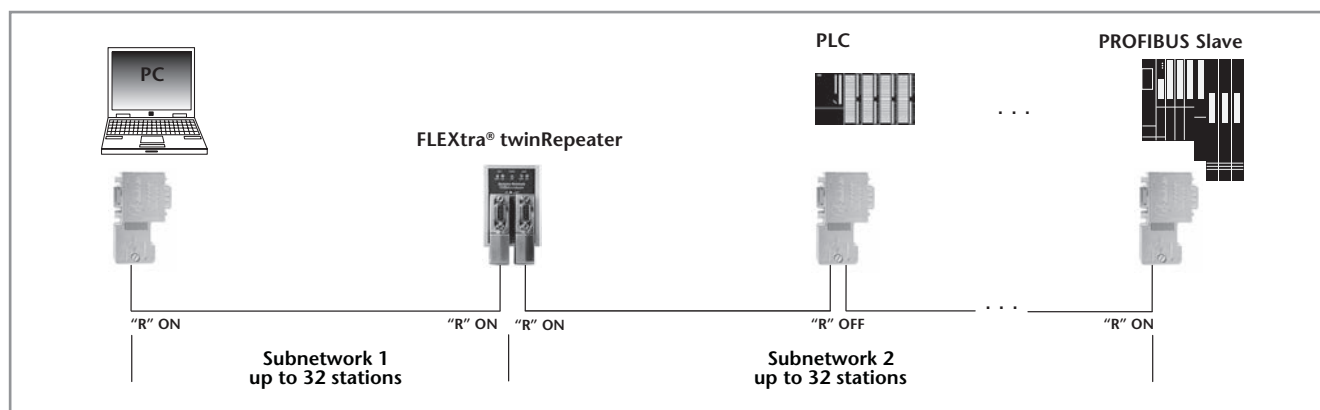 PLC
PROFIBUS Slave
PC
. . .
FLEXtra® twinRepeater
. . .
“R” ON
“R” ON
“R” ON
“R” OFF
“R” ON
Subnetwork 1
up to 32 stations
Subnetwork 2
up to 32 stations